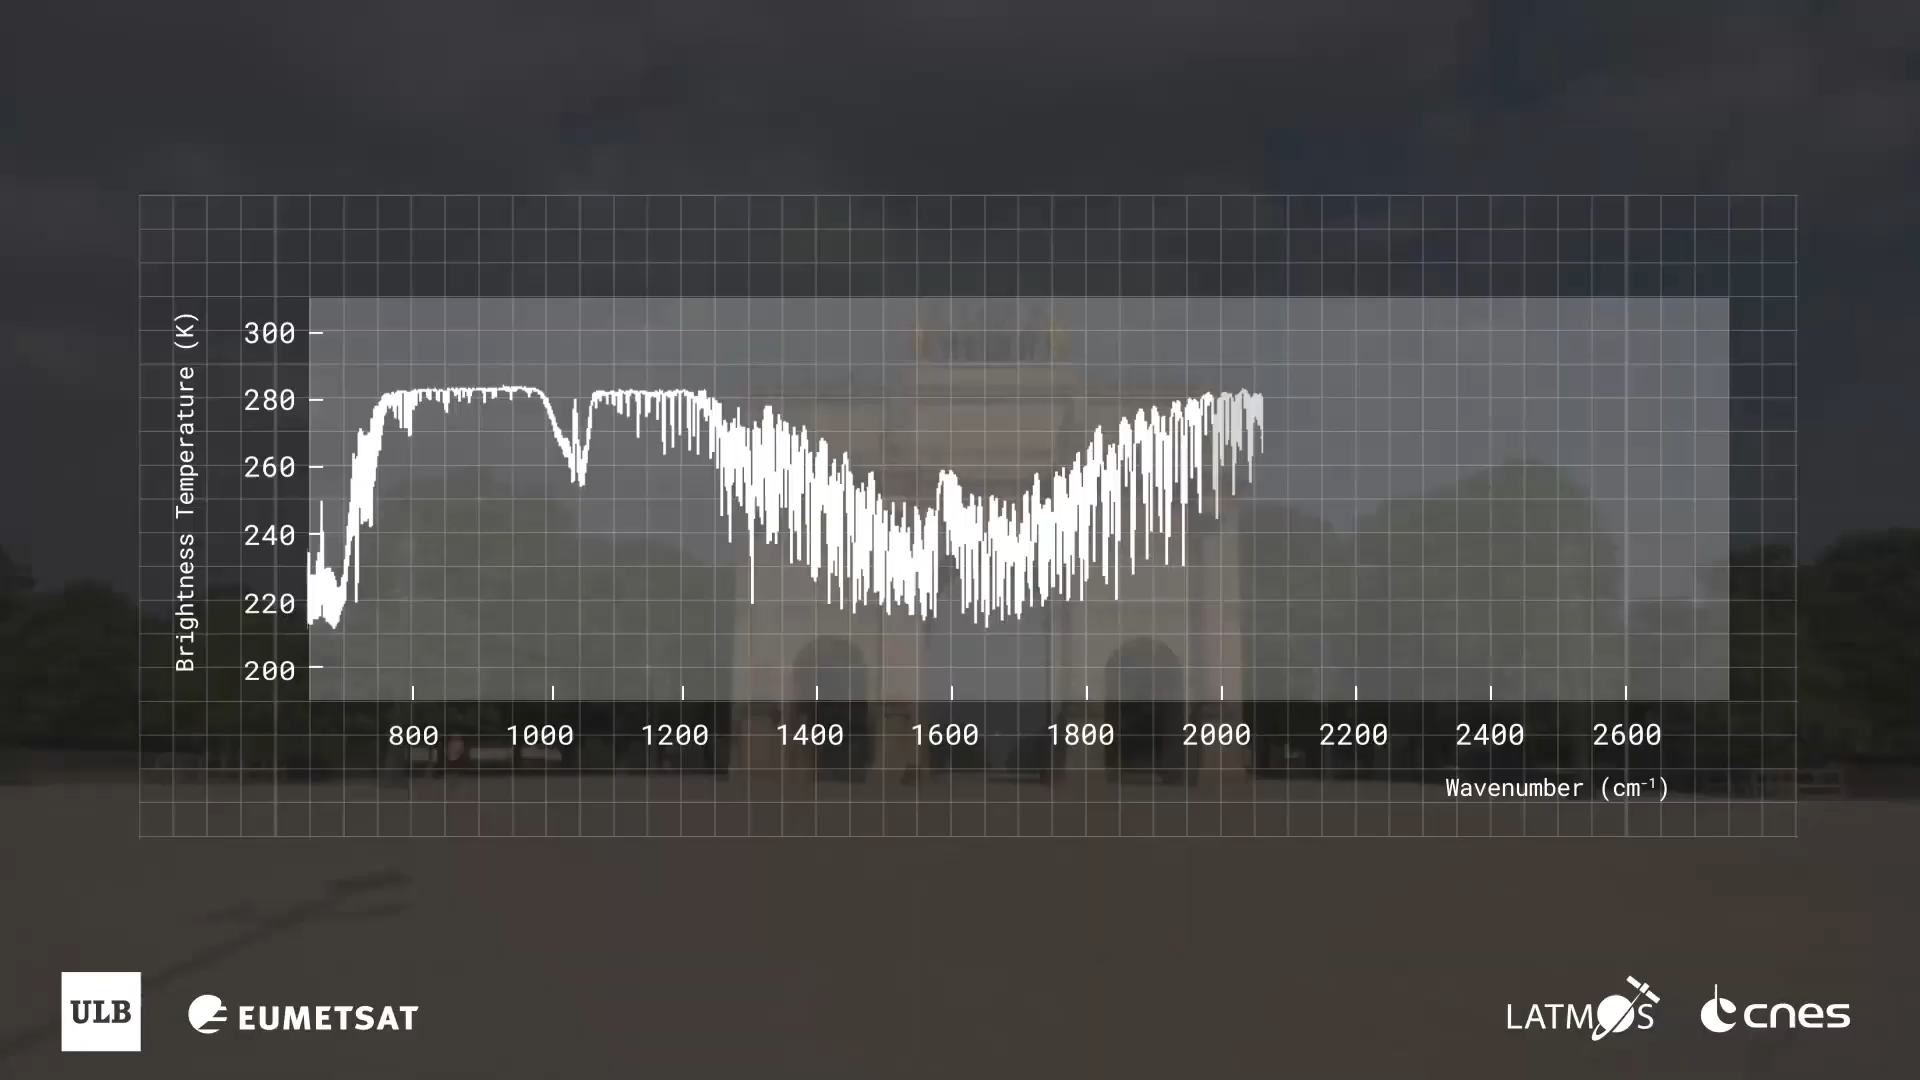 Brightness Temperature (K)
300
280
260
240
220
200
800 1000 1200 1400 1600 1800 2000 2200 2400 2600
Wavenumber (cm⁻¹)
ULB EUMETSAT LATMOS cnes